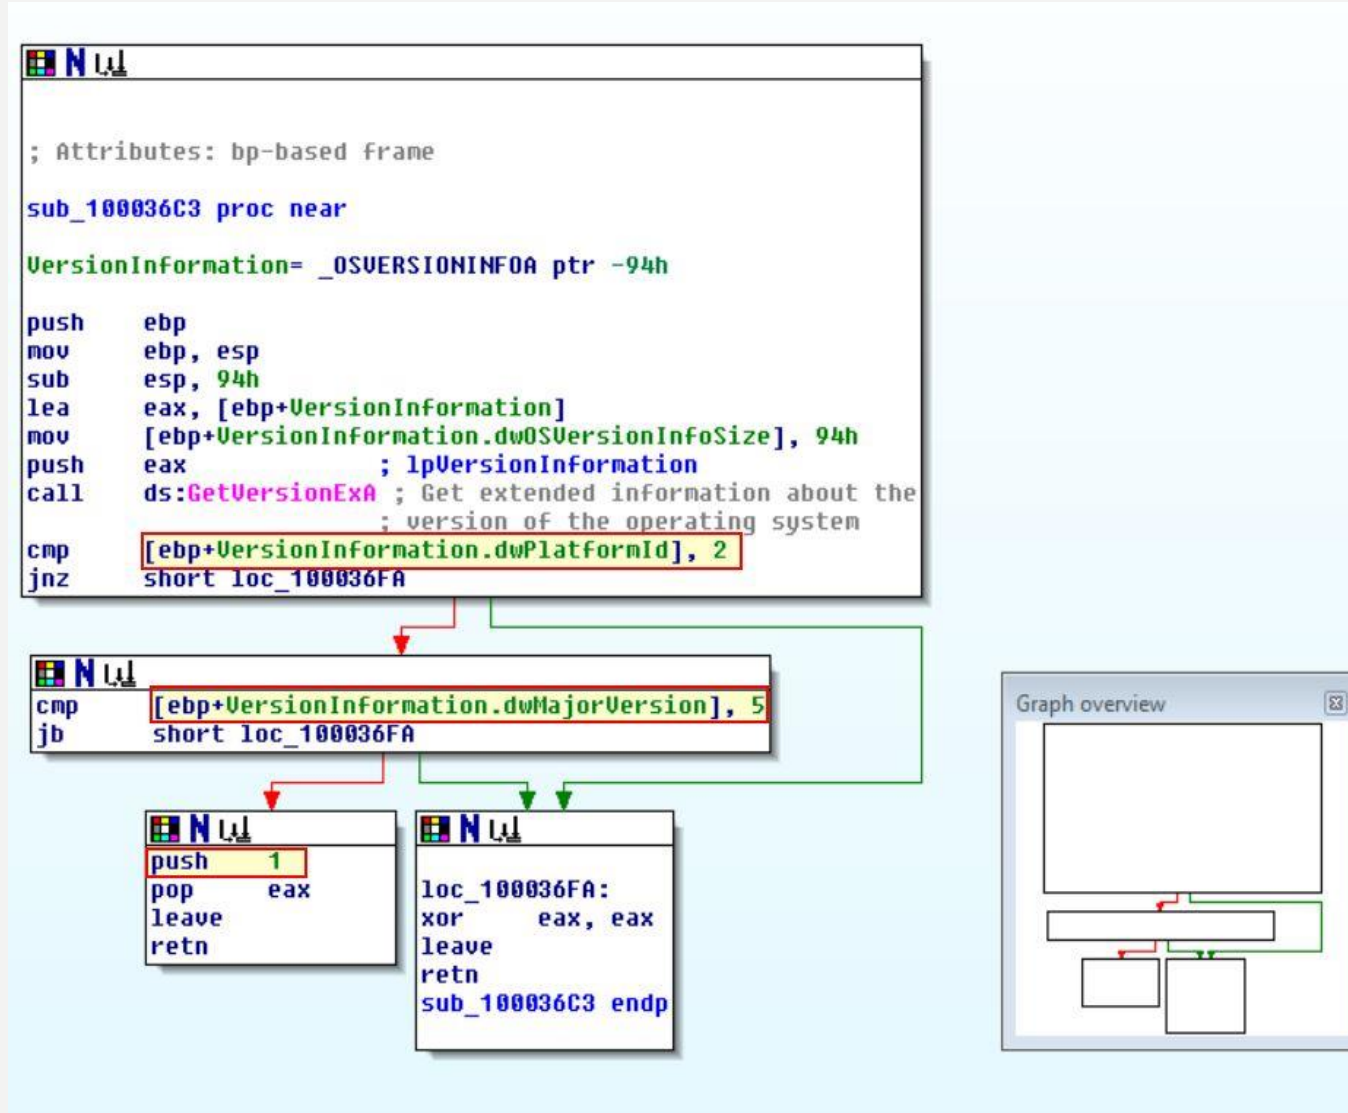 ; Attributes: bp-based frame
sub_100036C3 proc near
VersionInformation= _OSVERSIONINFOA ptr -94h
push ebp
mov ebp, esp
sub esp, 94h
lea eax, [ebp+VersionInformation]
mov [ebp+VersionInformation.dwOSVersionInfoSize], 94h
push eax ; lpVersionInformation
call ds:GetVersionExA ; Get extended information about the
; version of the operating system
cmp [ebp+VersionInformation.dwPlatformId], 2
jnz short loc_100036FA
cmp [ebp+VersionInformation.dwMajorVersion], 5
jb short loc_100036FA
push 1
pop eax
leave
retn
loc_100036FA:
xor eax, eax
leave
retn
sub_100036C3 endp
Graph overview